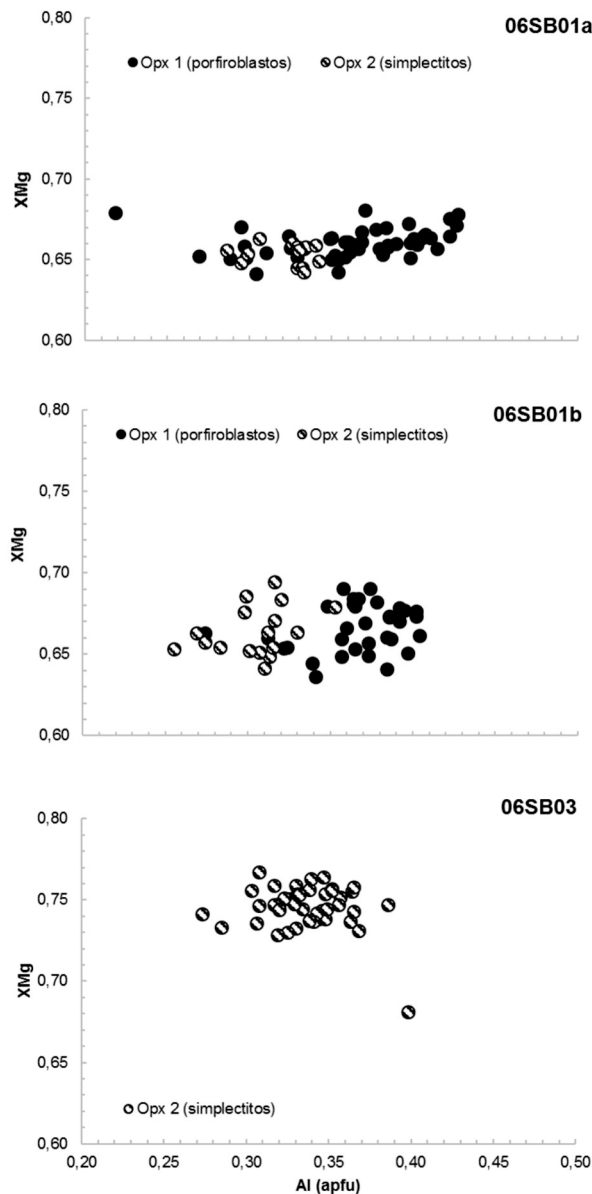 06SB01a
0,80
● Opx 1 (porfiroblastos) Opx 2 (simplectitos)
0,75
XMg
0,70
0,65
0,60
06SB01b
0,80
● Opx 1 (porfiroblastos) Opx 2 (simplectitos)
0,75
XMg
0,70
0,65
0,60
06SB03
0,80
0,75
XMg
0,70
0,65
Opx 2 (simplectitos)
0,60
0,20 0,25 0,30 0,35 0,40 0,45 0,50
Al (apfu)